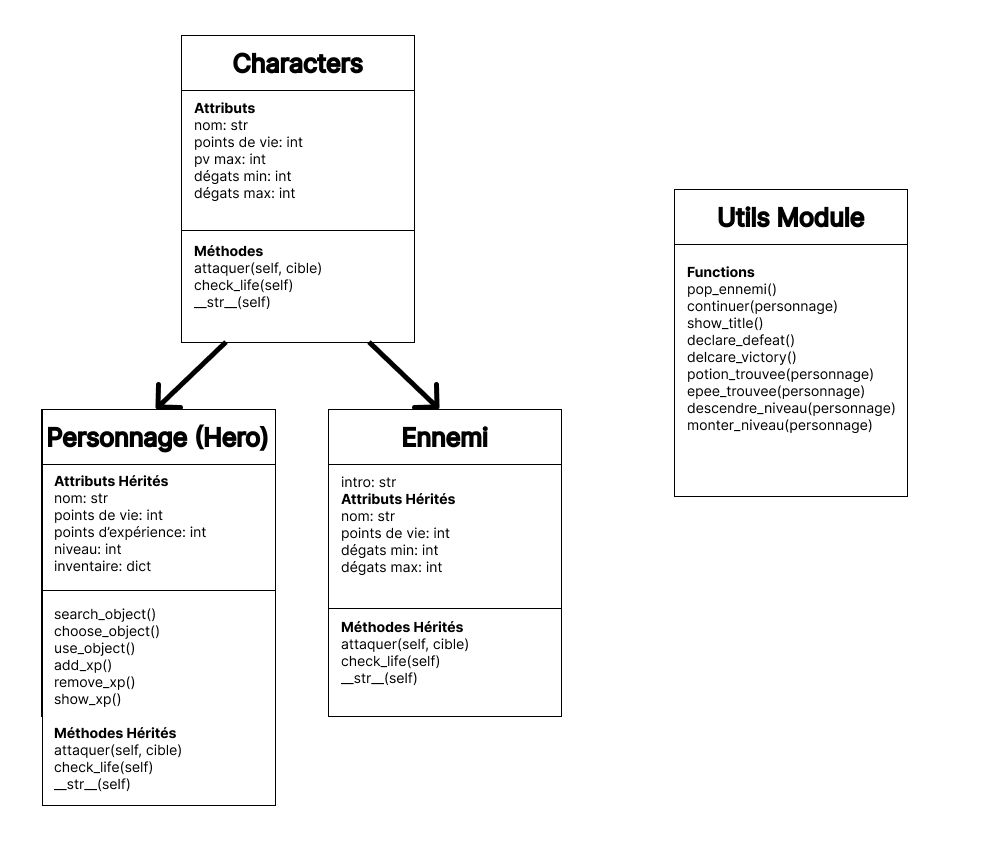 Characters
Attributs
nom: str
points de vie: int
pv max: int
dégats min: int
dégats max: int
Méthodes
attaquer(self, cible)
check_life(self)
__str__(self)
Utils Module
Functions
pop_ennemi()
continuer(personnage)
show_title()
declare_defeat()
delcare_victory()
potion_trouvee(personnage)
epee_trouvee(personnage)
descendre_niveau(personnage)
monter_niveau(personnage)
Personnage (Hero)
Attributs Hérités
nom: str
points de vie: int
points d’expérience: int
niveau: int
inventaire: dict
search_object()
choose_object()
use_object()
add_xp()
remove_xp()
show_xp()
Méthodes Hérités
attaquer(self, cible)
check_life(self)
__str__(self)
Ennemi
intro: str
Attributs Hérités
nom: str
points de vie: int
dégats min: int
dégats max: int
Méthodes Hérités
attaquer(self, cible)
check_life(self)
__str__(self)